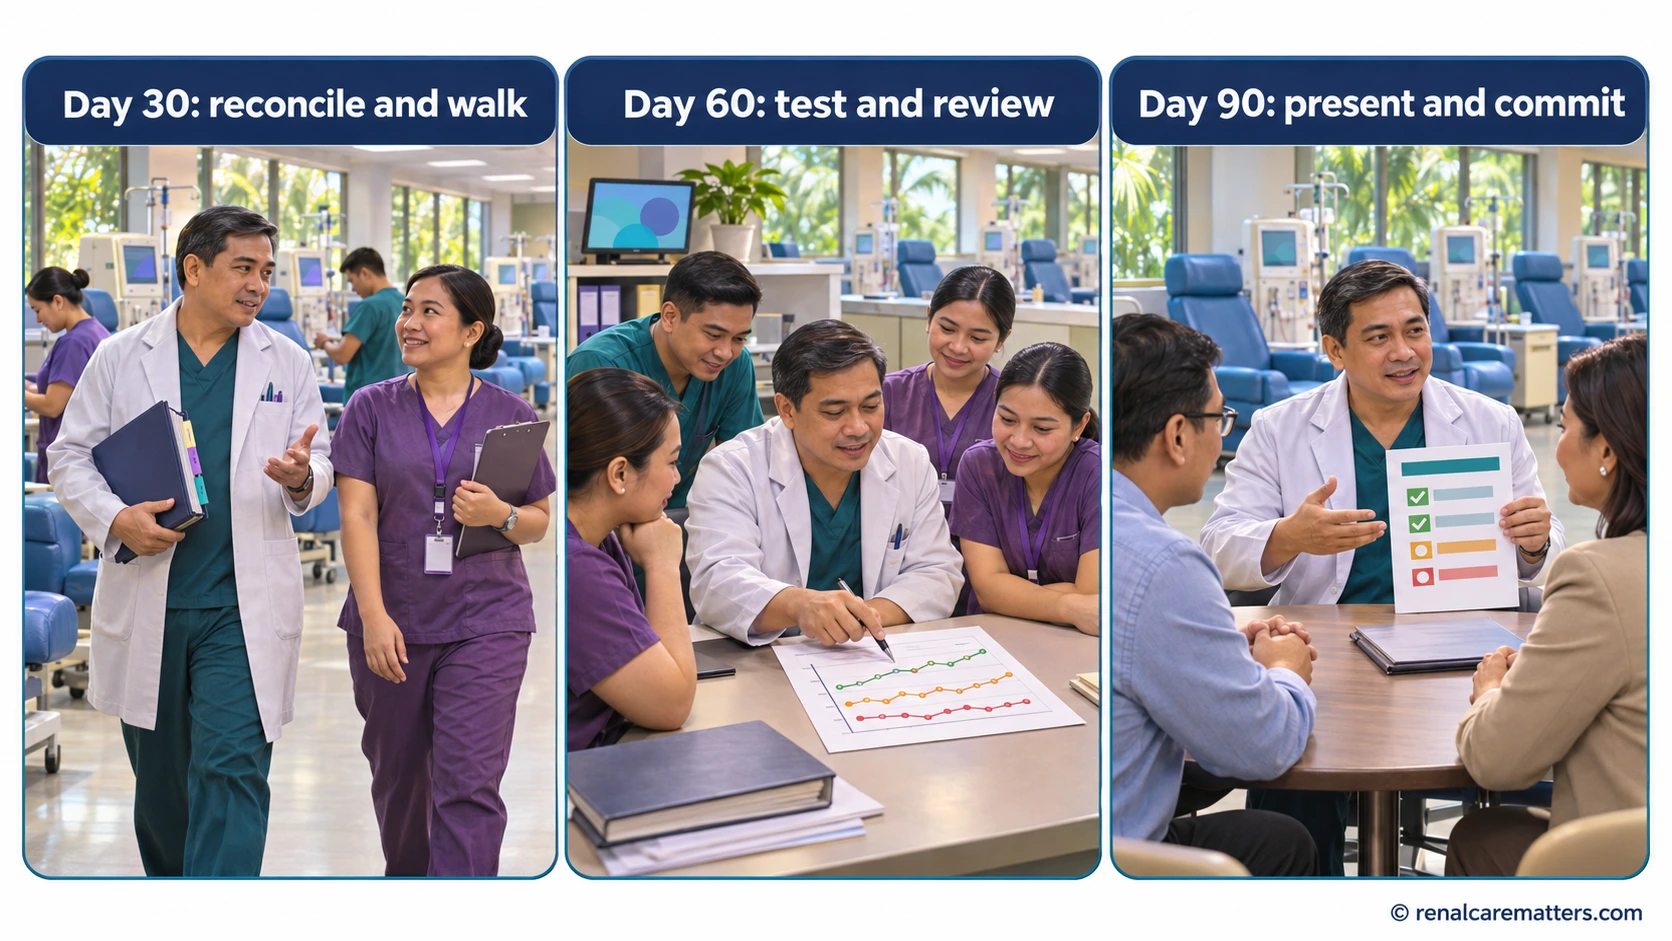 Day 30: reconcile and walk
Day 60: test and review
Day 90: present and commit
© renalcarematters.com